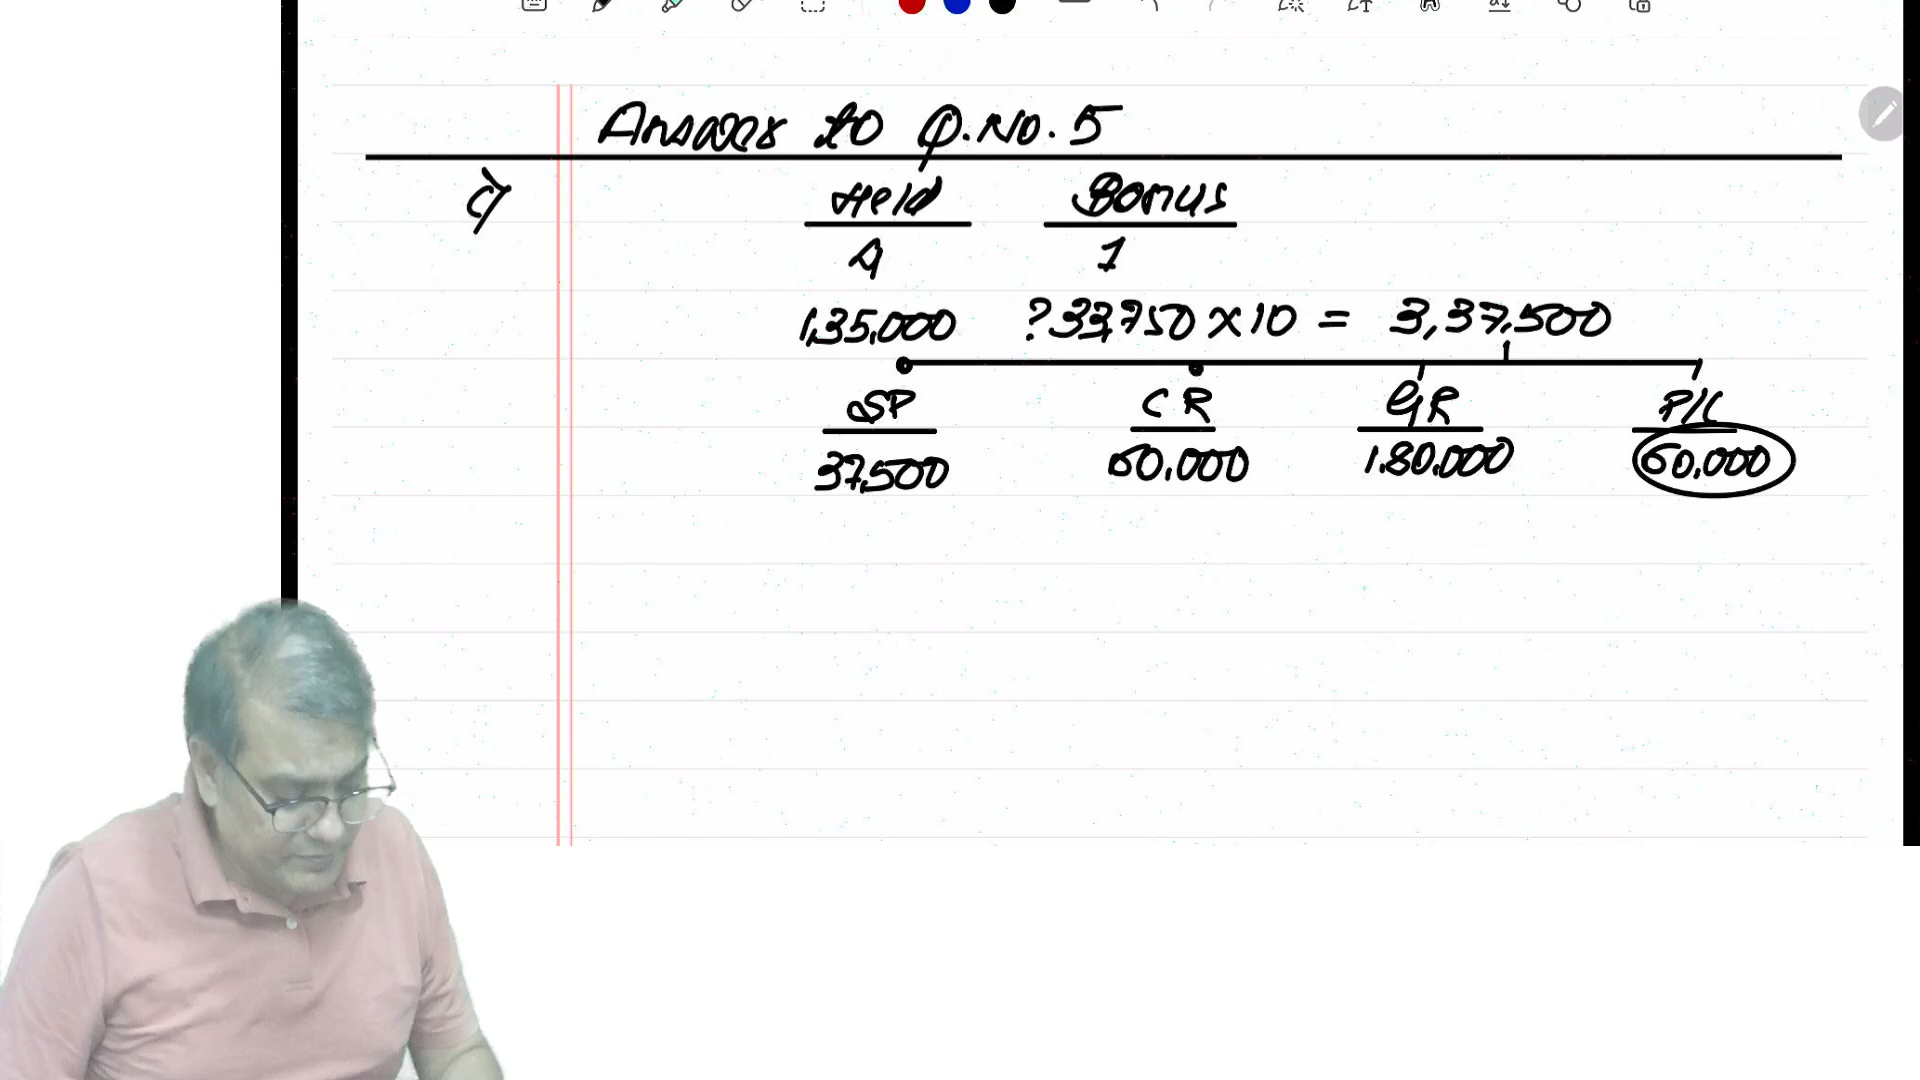 Answer to Q.No.5
c) Held Bonus
4 1
1,35,000 ? 33,750 x 10 = 3,37,500
SP CR GR P/L
37,500 60,000 1,80,000 60,000